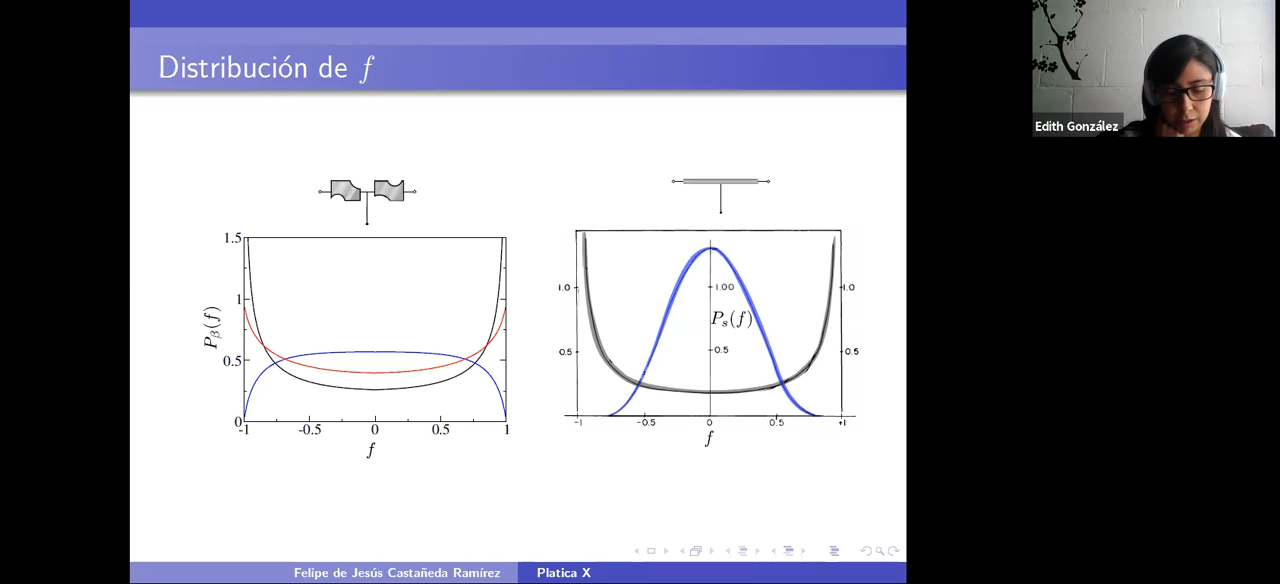 Distribución de f
Edith González
P_β(f)
1.5
1
0.5
0
-1
-0.5
0
0.5
1
f
1.0
0.5
1.00
P_s(f)
0.5
1.0
0.5
-1
-0.5
0
0.5
+1
f
Felipe de Jesús Castañeda Ramírez
Platica X